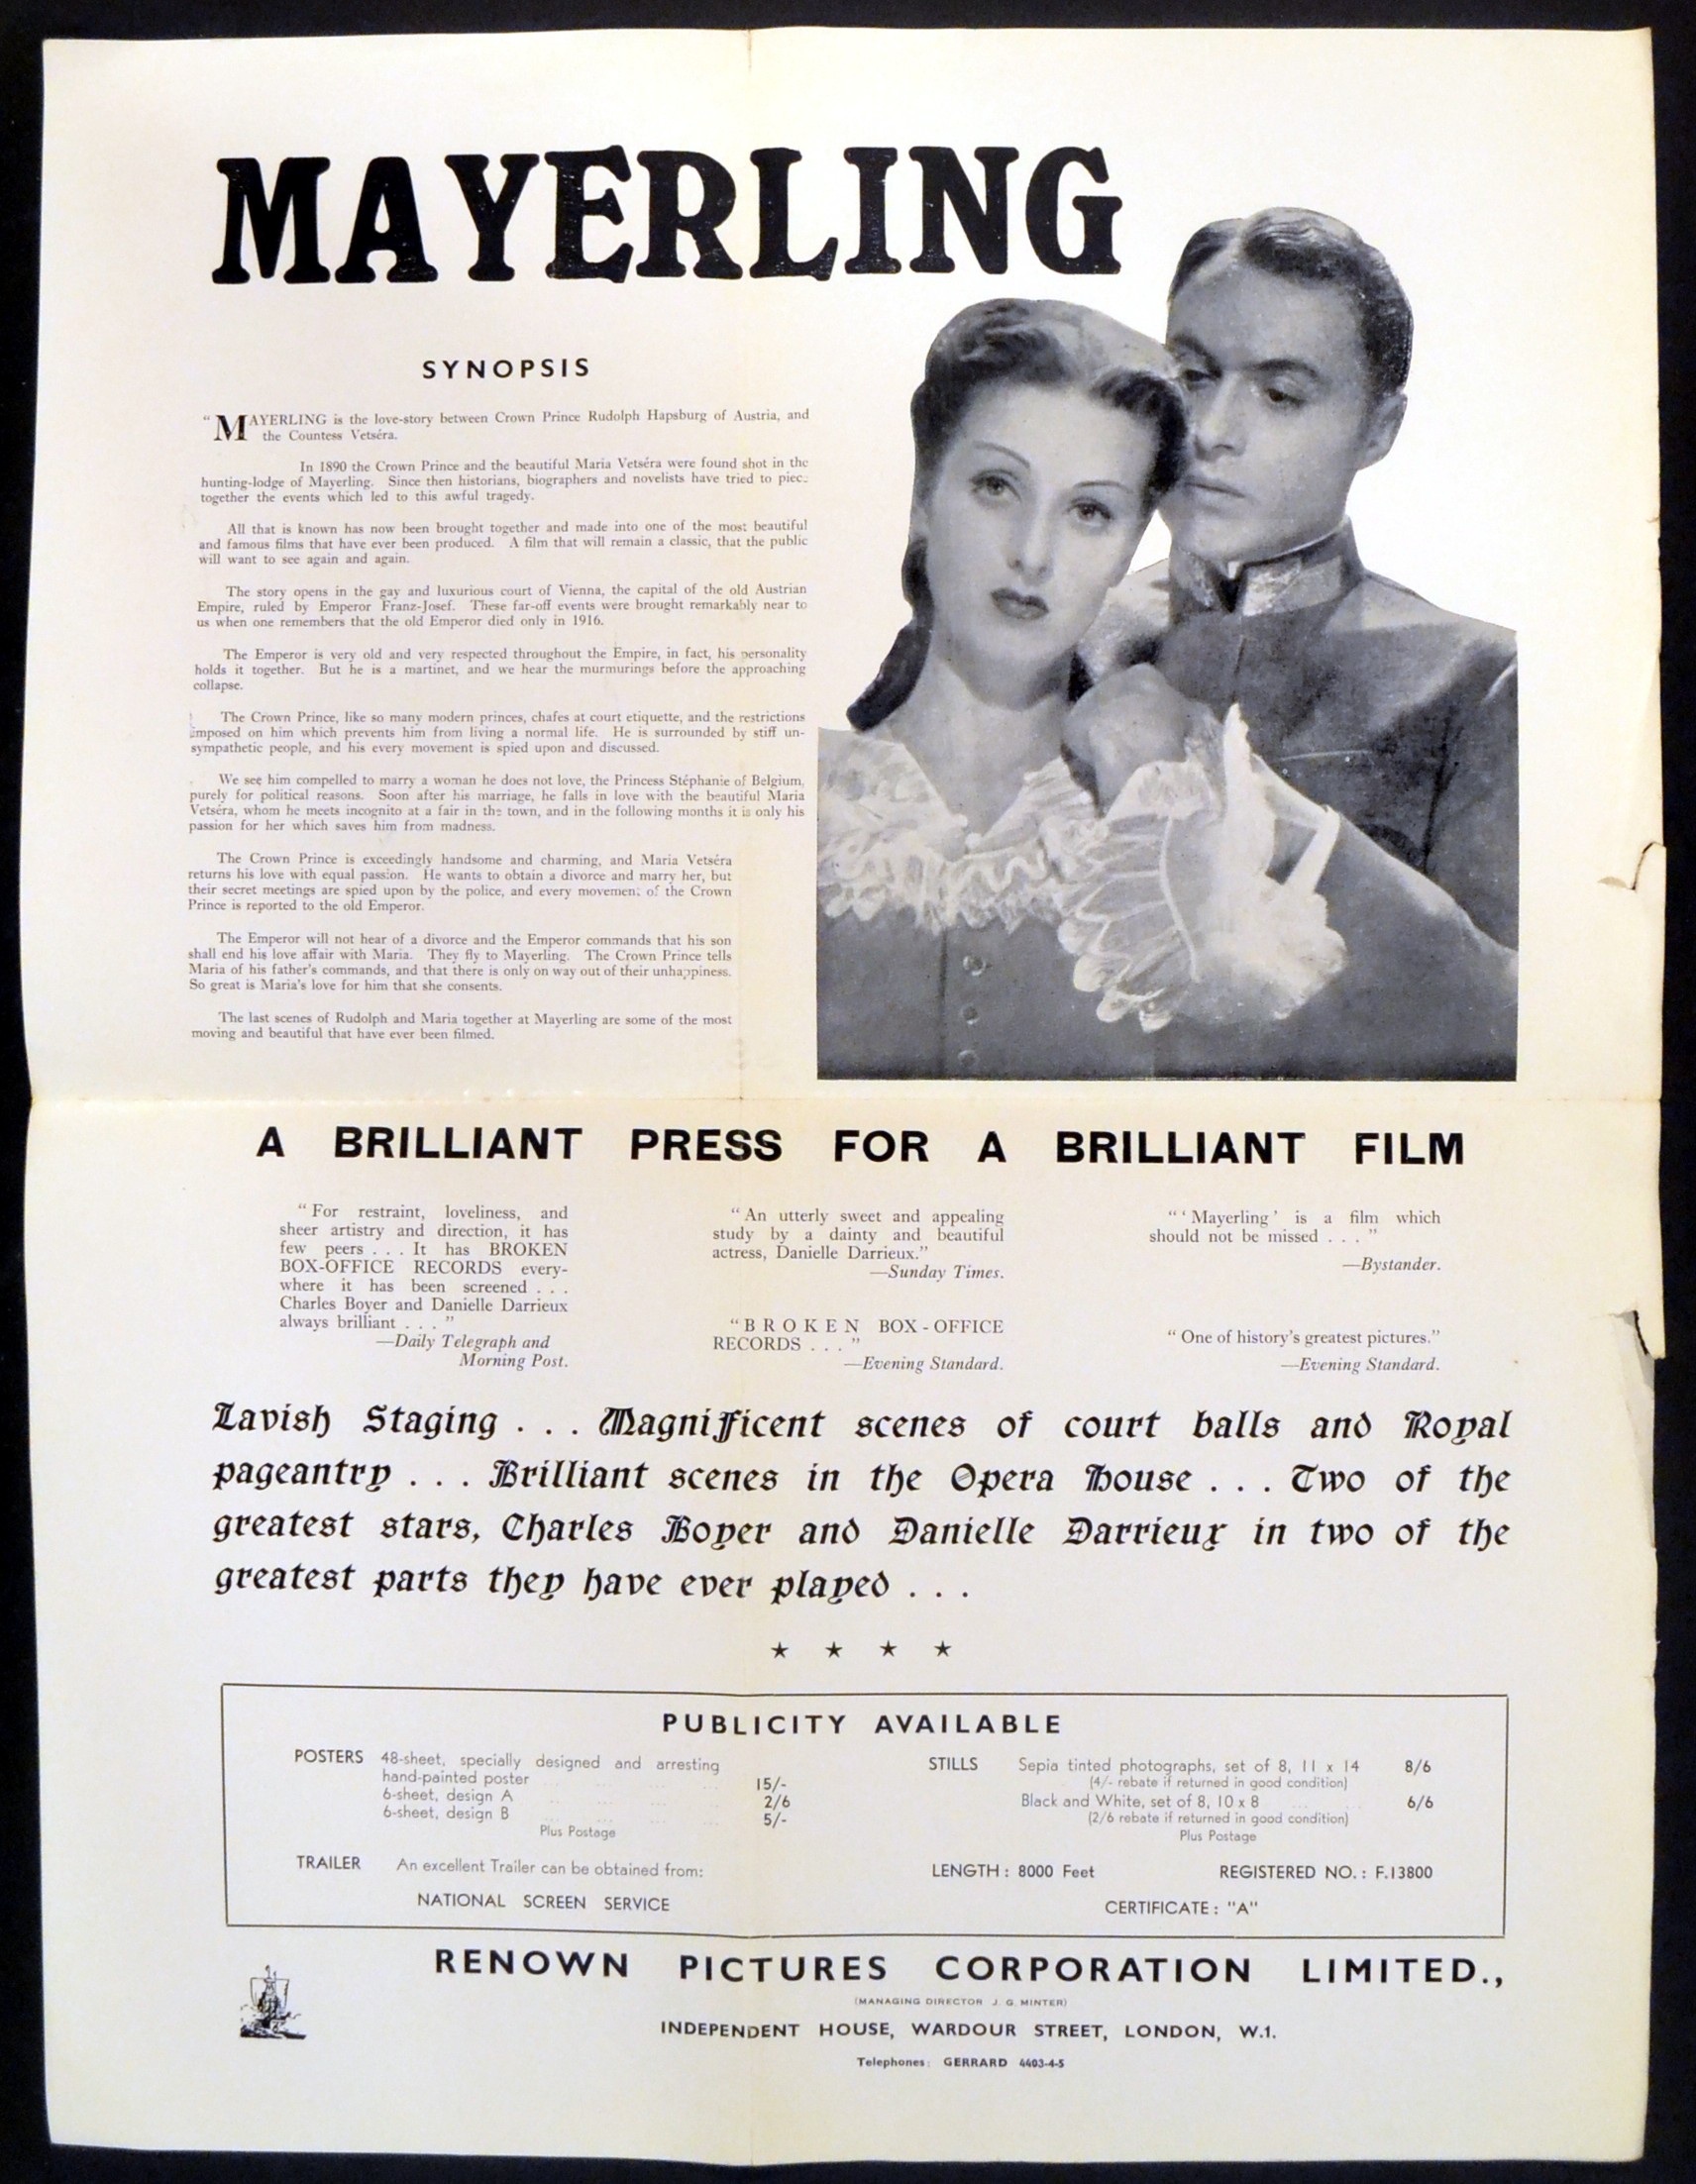 MAYERLING
SYNOPSIS
“MAYERLING is the love-story between Crown Prince Rudolph Hapsburg of Austria, and
the Countess Vetséra.
In 1890 the Crown Prince and the beautiful Maria Vetséra were found shot in the
hunting-lodge of Mayerling. Since then historians, biographers and novelists have tried to piec
together the events which led to this awful tragedy.
All that is known has now been brought together and made into one of the most beautiful
and famous films that have ever been produced. A film that will remain a classic, that the public
will want to see again and again.
The story opens in the gay and luxurious court of Vienna, the capital of the old Austrian
Empire, ruled by Emperor Franz-Josef. These far-off events were brought remarkably near to
us when one remembers that the old Emperor died only in 1916.
The Emperor is very old and very respected throughout the Empire, in fact, his personality
holds it together. But he is a martinet, and we hear the murmurings before the approaching
collapse.
The Crown Prince, like so many modern princes, chafes at court etiquette, and the restrictions
imposed on him which prevents him from living a normal life. He is surrounded by stiff un-
sympathetic people, and his every movement is spied upon and discussed.
We see him compelled to marry a woman he does not love, the Princess Stéphanie of Belgium,
purely for political reasons. Soon after his marriage, he falls in love with the beautiful Maria
Vetséra, whom he meets incognito at a fair in the town, and in the following months it is only his
passion for her which saves him from madness.
The Crown Prince is exceedingly handsome and charming, and Maria Vetséra
returns his love with equal passion. He wants to obtain a divorce and marry her, but
their secret meetings are spied upon by the police, and every movement of the Crown
Prince is reported to the old Emperor.
The Emperor will not hear of a divorce and the Emperor commands that his son
shall end his love affair with Maria. They fly to Mayerling. The Crown Prince tells
Maria of his father's commands, and that there is only on way out of their unhappiness.
So great is Maria's love for him that she consents.
The last scenes of Rudolph and Maria together at Mayerling are some of the most
moving and beautiful that have ever been filmed.
A BRILLIANT PRESS FOR A BRILLIANT FILM
“For restraint, loveliness, and
sheer artistry and direction, it has
few peers . . . It has BROKEN
BOX-OFFICE RECORDS every-
where it has been screened . . .
Charles Boyer and Danielle Darrieux
always brilliant . . .”
—Daily Telegraph and
Morning Post.
“An utterly sweet and appealing
study by a dainty and beautiful
actress, Danielle Darrieux.”
—Sunday Times.
“BROKEN BOX-OFFICE
RECORDS . . .”
—Evening Standard.
“‘Mayerling’ is a film which
should not be missed . . .”
—Bystander.
“One of history's greatest pictures.”
—Evening Standard.
Lavish Staging . . . Magnificent scenes of court balls and Royal
pageantry . . . Brilliant scenes in the Opera House . . . Two of the
greatest stars, Charles Boyer and Danielle Darrieux in two of the
greatest parts they have ever played . . .
★ ★ ★ ★
PUBLICITY AVAILABLE
POSTERS 48-sheet, specially designed and arresting
hand-painted poster ... ... ... 15/-
6-sheet, design A ... ... ... 2/6
6-sheet, design B ... ... ... 5/-
Plus Postage
TRAILER An excellent Trailer can be obtained from:
NATIONAL SCREEN SERVICE
STILLS Sepia tinted photographs, set of 8, 11 x 14 8/6
(4/- rebate if returned in good condition)
Black and White, set of 8, 10 x 8 ... ... 6/6
(2/6 rebate if returned in good condition)
Plus Postage
LENGTH : 8000 Feet REGISTERED NO. : F.13800
CERTIFICATE : "A"
RENOWN PICTURES CORPORATION LIMITED.,
(MANAGING DIRECTOR J. G. MINTER)
INDEPENDENT HOUSE, WARDOUR STREET, LONDON, W.1.
Telephones: GERRARD 4403-4-5